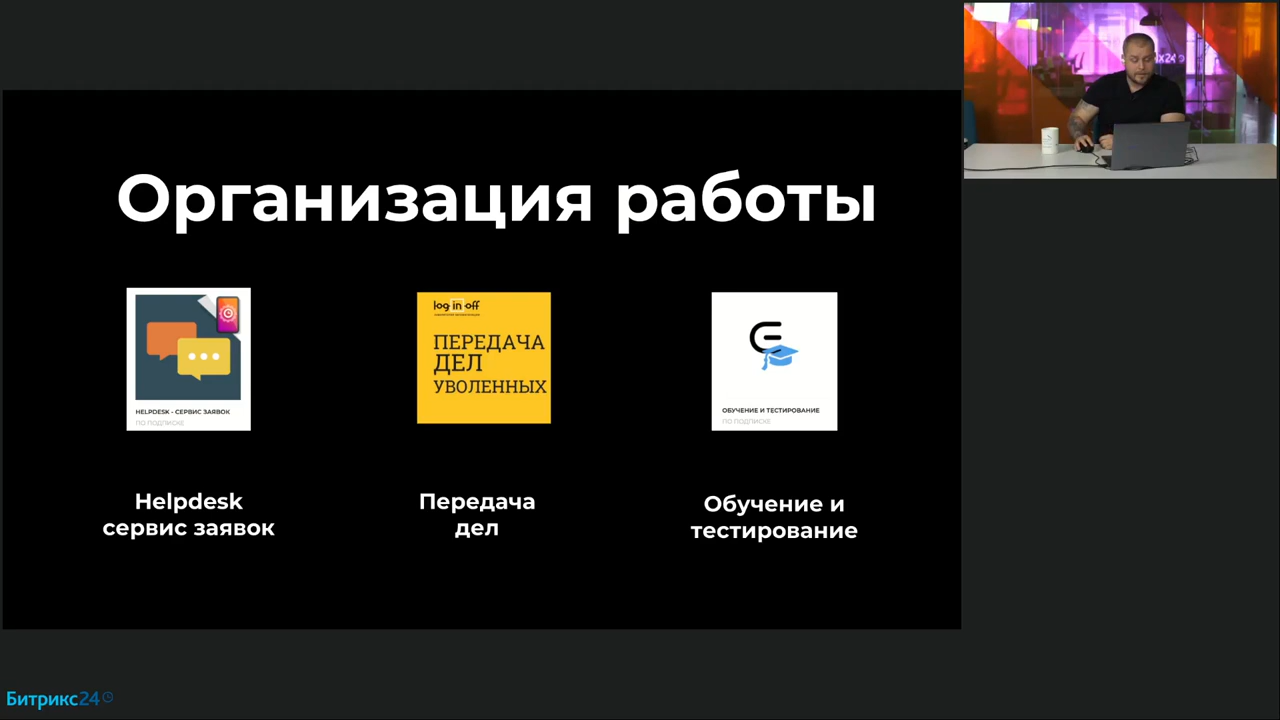 Организация работы
HELPDESK - СЕРВИС ЗАЯВОК
ПО ПОДПИСКЕ
log in off
ПЕРЕДАЧА
ДЕЛ
УВОЛЕННЫХ
ОБУЧЕНИЕ И ТЕСТИРОВАНИЕ
ПО ПОДПИСКЕ
Helpdesk
сервис заявок
Передача
дел
Обучение и
тестирование
Битрикс24